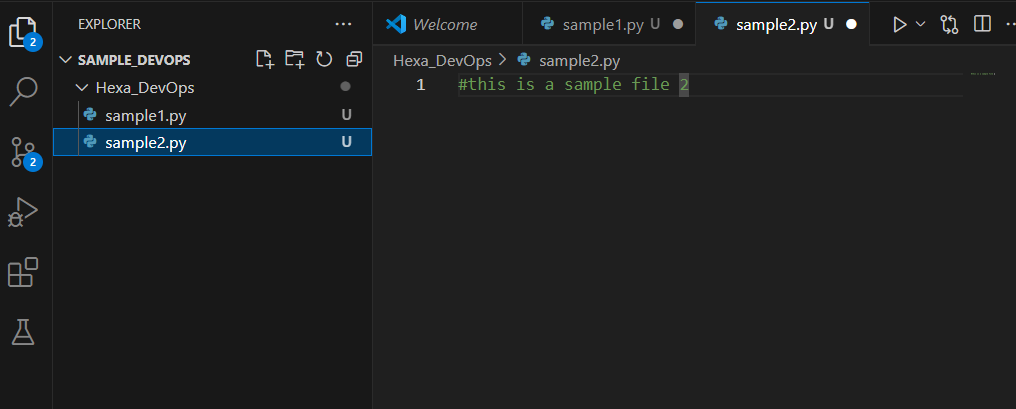 EXPLORER
SAMPLE_DEVOPS
Hexa_DevOps
sample1.py U
sample2.py U
2
2
Welcome
sample1.py U
sample2.py U
Hexa_DevOps > sample2.py
1 #this is a sample file 2